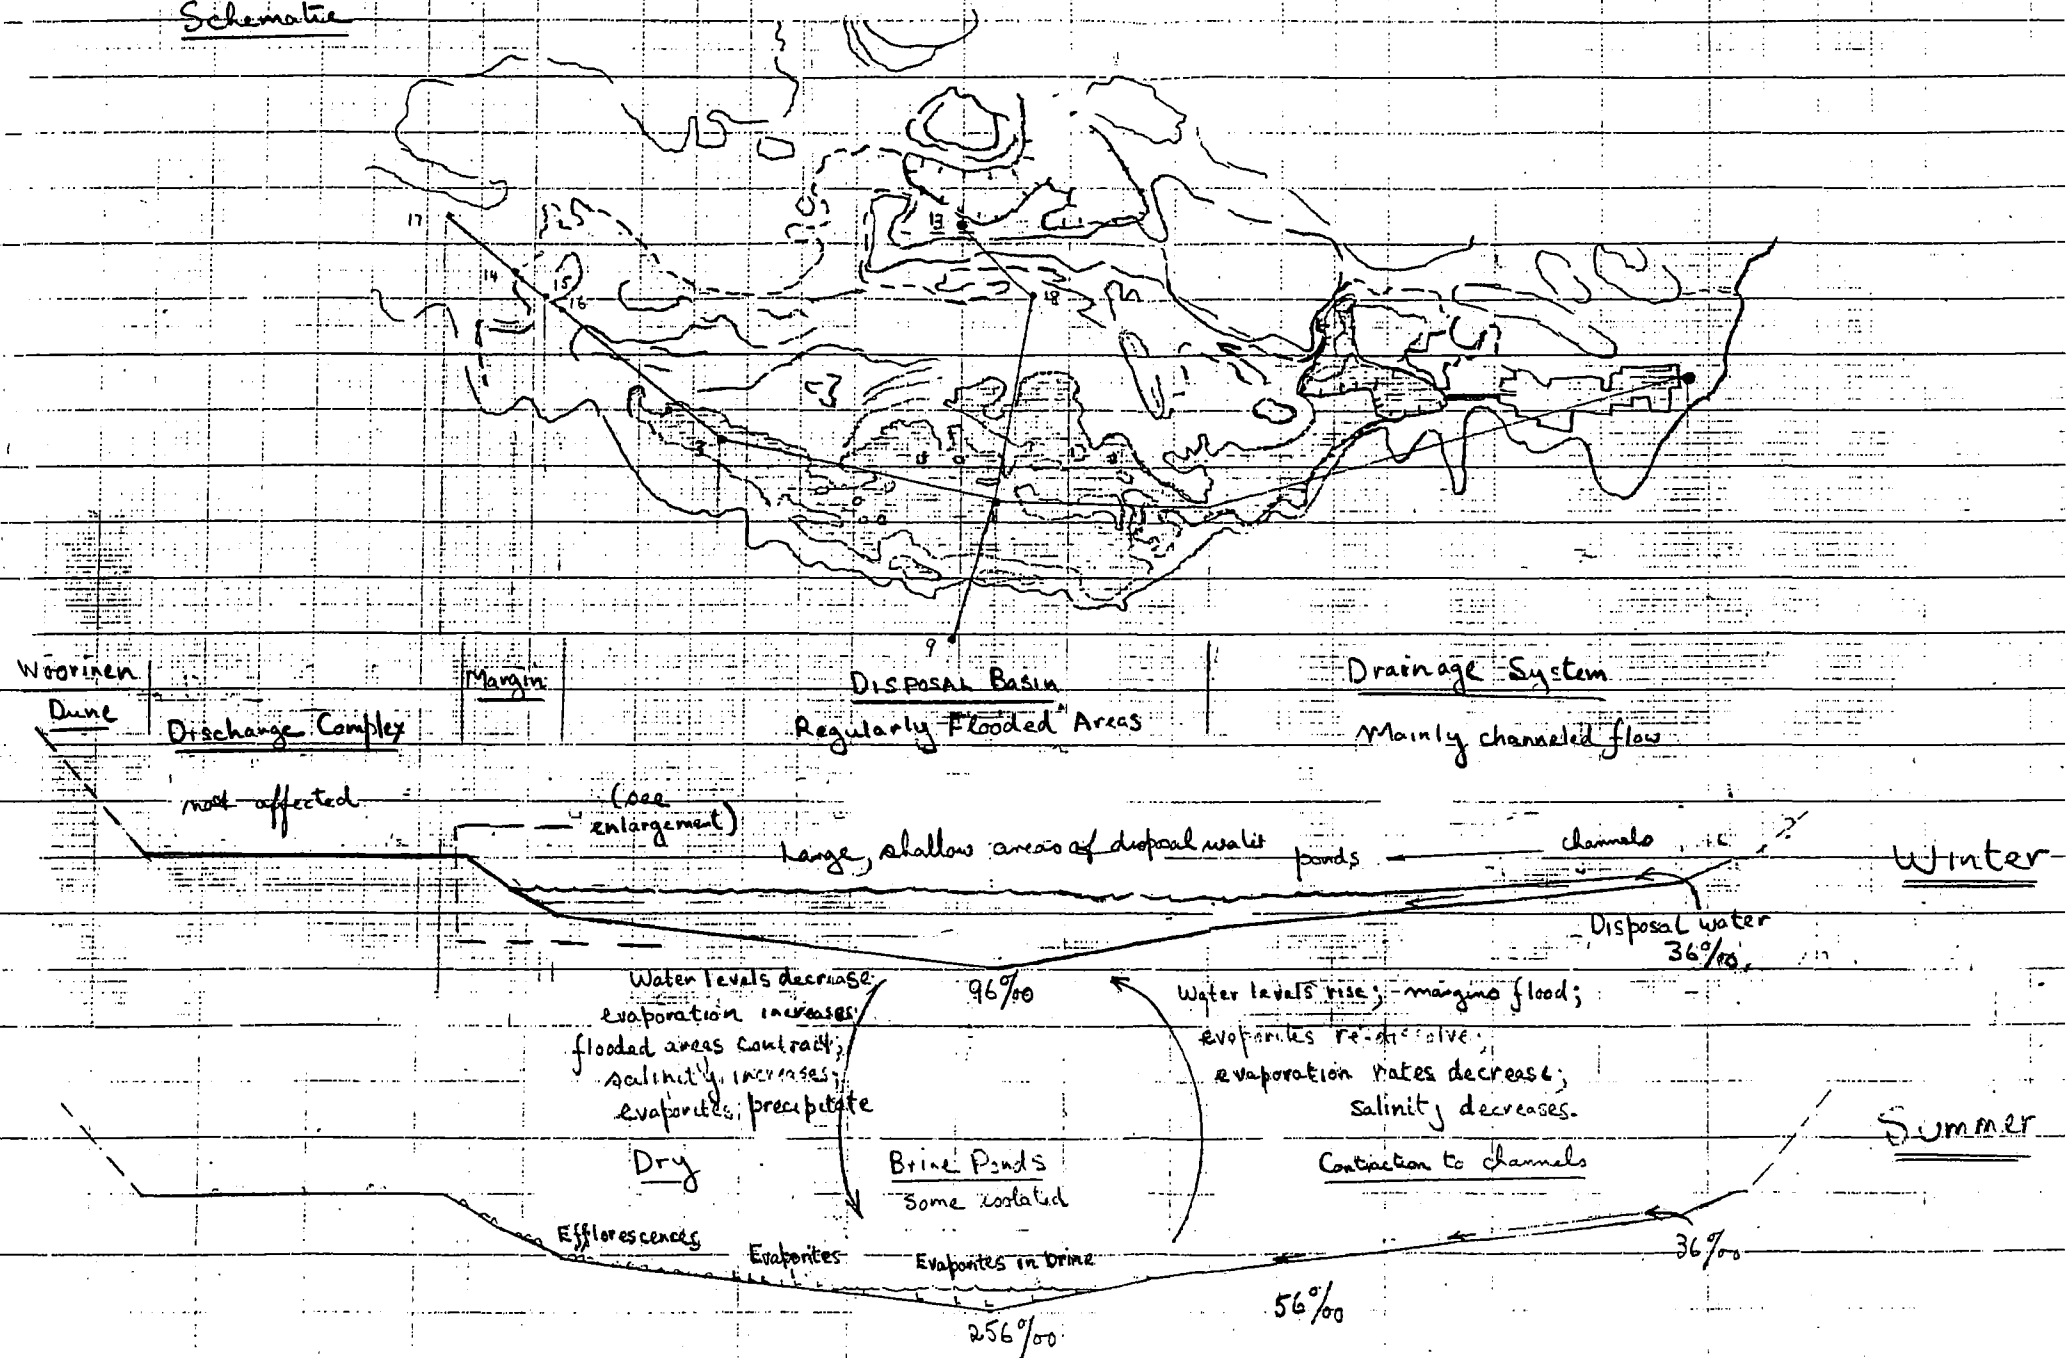 Schematic
17
13
14
15
16
18
3
9
Woorinen
Dune
Discharge Complex
Margin
DISPOSAL BASIN
Regularly Flooded Areas
Drainage System
Mainly channeled flow
not affected
(see
enlargement)
Large, shallow areas of disposal water
ponds
channels
?
Winter
Disposal water
36‰
96‰
Water levels decrease;
evaporation increases;
flooded areas contract;
salinity increases;
evaporites precipitate
Water levels rise; margins flood;
evaporites re-dissolve;
evaporation rates decrease;
salinity decreases.
Summer
Dry
Brine Ponds
some isolated
Contraction to channels
Efflorescences
Evaporites
Evaporites in brine
36‰
56‰
256‰